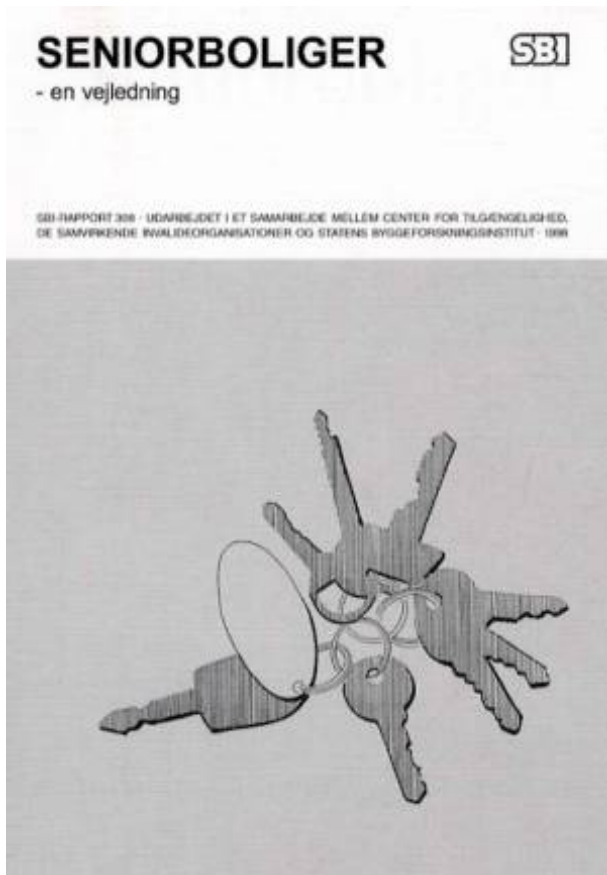 SENIORBOLIGER
SBI
- en vejledning
SBI-RAPPORT 308 · UDARBEJDET I ET SAMARBEJDE MELLEM CENTER FOR TILGÆNGELIGHED,
DE SAMVIRKENDE INVALIDEORGANISATIONER OG STATENS BYGGEFORSKNINGSINSTITUT · 1998